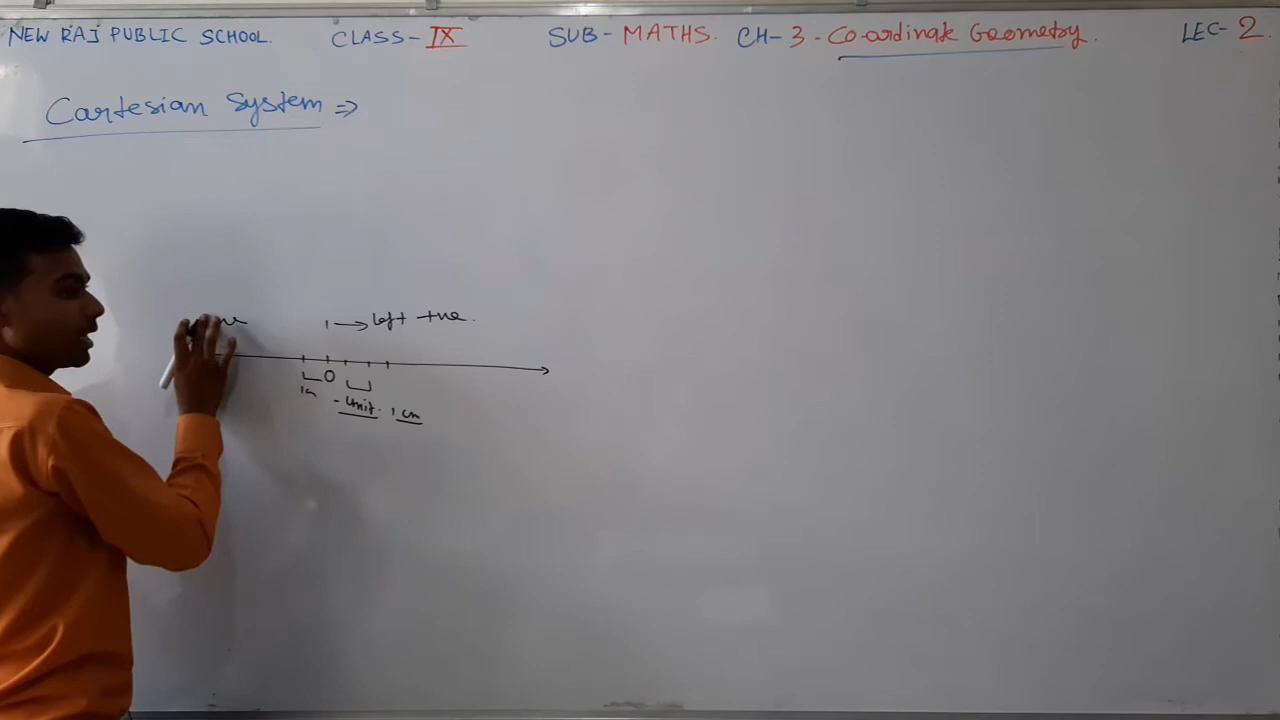 NEW RAJ PUBLIC SCHOOL. CLASS - IX SUB - MATHS. CH - 3 - Co-ordinate Geometry. LEC - 2
Cartesian System ⇒
→ left +ve.
0
- Unit. 1 cm